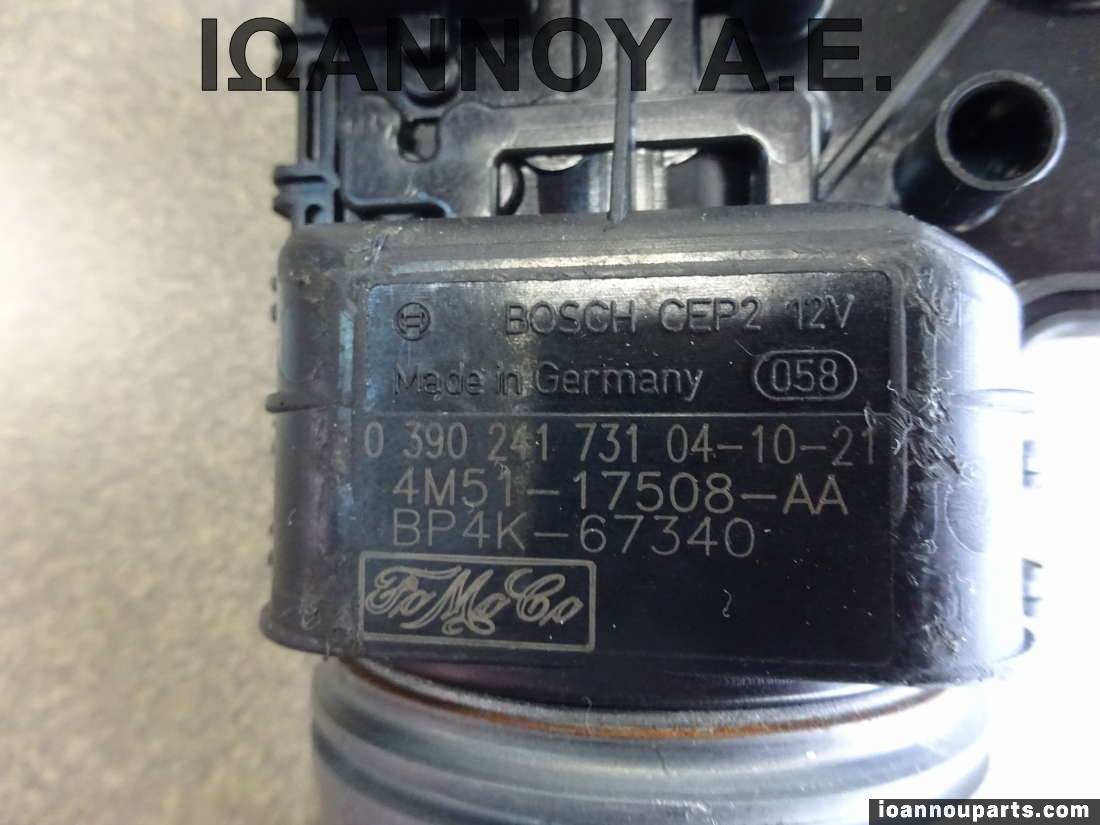 ΙΩΑΝΝΟΥ Α.Ε.
BOSCH CEP2 12V
Made in Germany 058
0 390 241 731 04-10-21
4M51-17508-AA
BP4K-67340
FoMoCo
ioannouparts.com